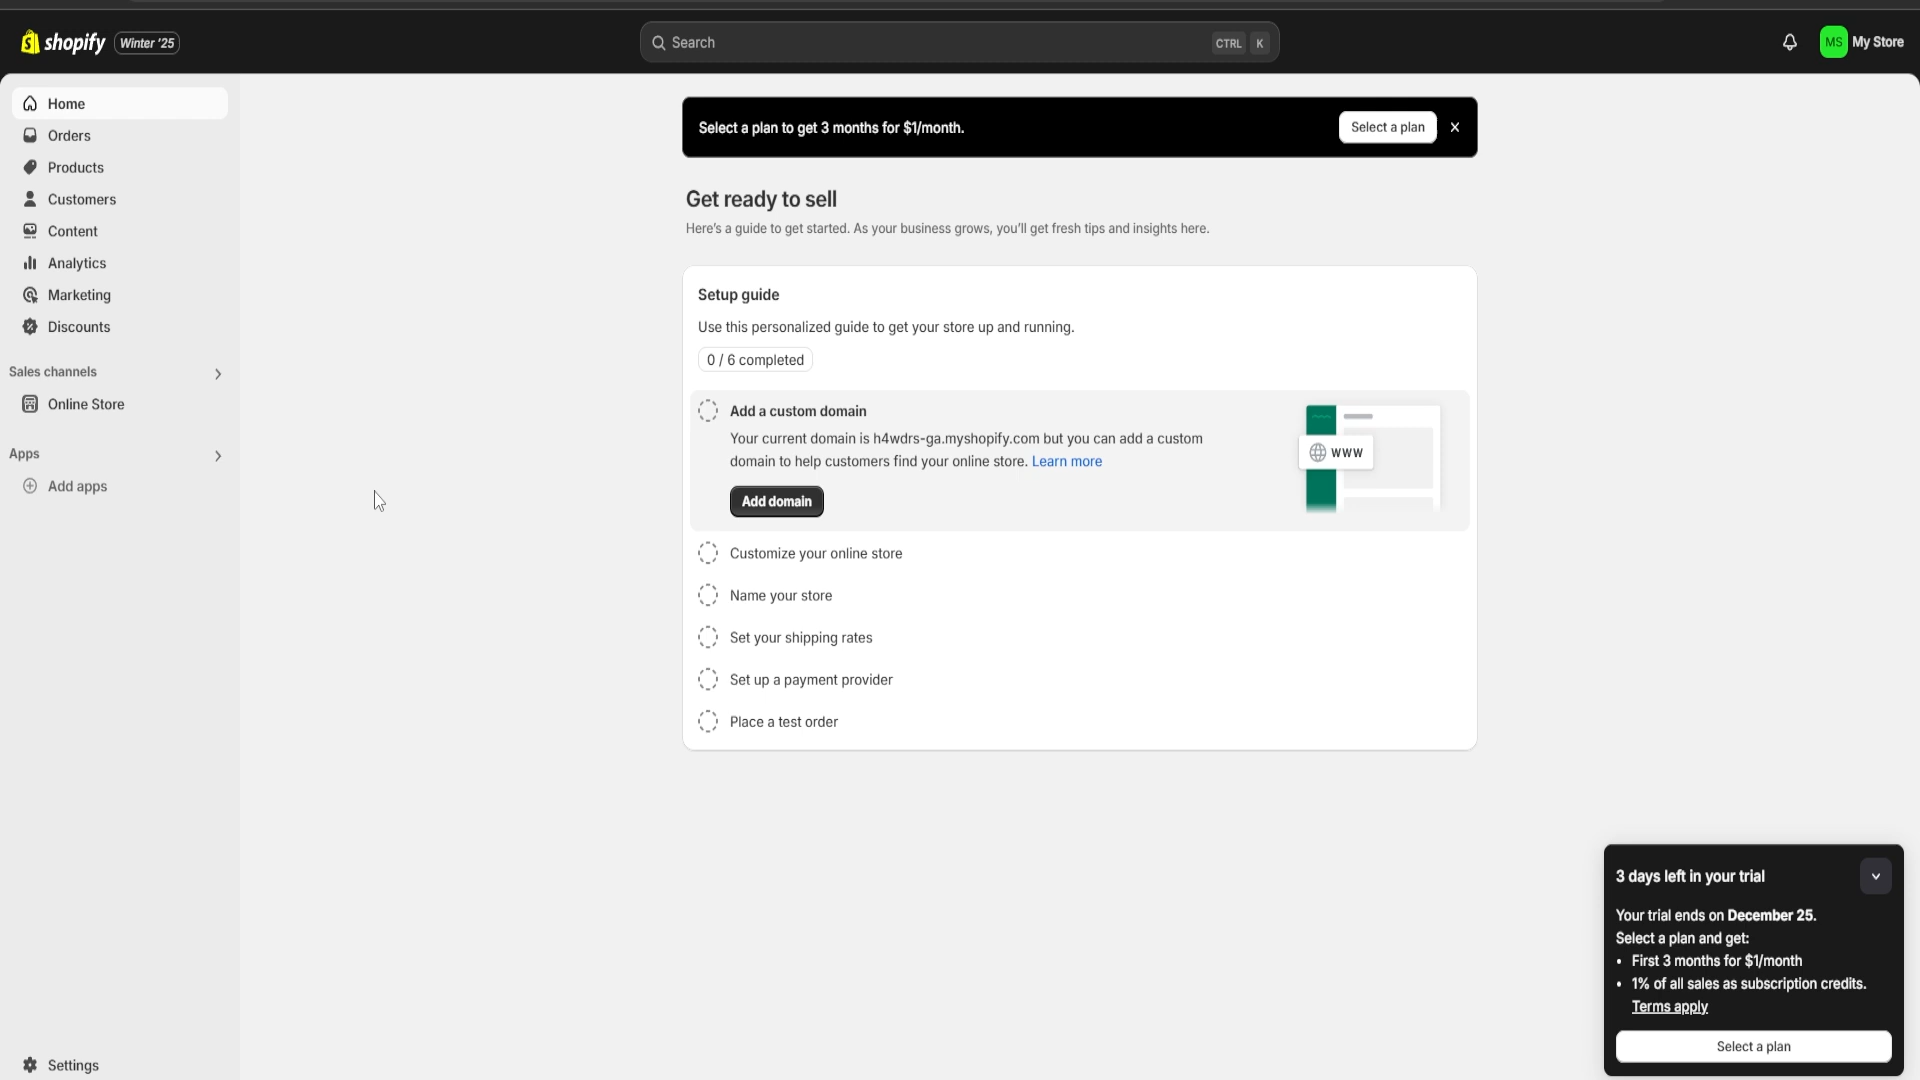 shopify
Winter '25
Search
CTRL K
MS My Store
Home
Orders
Products
Customers
Content
Analytics
Marketing
Discounts
Sales channels
Online Store
Apps
Add apps
Settings
Select a plan to get 3 months for $1/month.
Select a plan
Get ready to sell
Here's a guide to get started. As your business grows, you'll get fresh tips and insights here.
Setup guide
Use this personalized guide to get your store up and running.
0 / 6 completed
Add a custom domain
Your current domain is h4wdrs-ga.myshopify.com but you can add a custom
domain to help customers find your online store. Learn more
Add domain
WWW
Customize your online store
Name your store
Set your shipping rates
Set up a payment provider
Place a test order
3 days left in your trial
Your trial ends on December 25.
Select a plan and get:
• First 3 months for $1/month
• 1% of all sales as subscription credits.
Terms apply
Select a plan